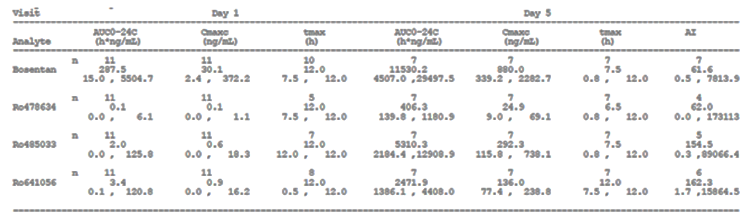 Visit Day 1 Day 5
AUC0-24C Cmaxc tmax AUC0-24C Cmaxc tmax AI
Analyte (h*ng/mL) (ng/mL) (h) (h*ng/mL) (ng/mL) (h)
n 11 11 10 7 7 7 7
Bosentan 287.5 30.1 12.0 11530.2 880.0 7.5 61.6
15.0 , 5504.7 2.4 , 372.2 7.5 , 12.0 4507.0 ,29497.5 339.2 , 2282.7 0.8 , 12.0 0.5 , 7813.9
n 11 11 5 7 7 7 4
Ro478634 0.1 0.1 12.0 406.3 24.9 6.5 62.0
0.0 , 6.1 0.0 , 1.1 7.5 , 12.0 139.8 , 1180.9 9.0 , 69.1 0.8 , 12.0 0.0 , 173113
n 11 11 7 7 7 7 5
Ro485033 2.0 0.6 12.0 5310.3 292.3 7.5 154.5
0.0 , 125.8 0.0 , 18.3 12.0 , 12.0 2184.4 ,12908.9 115.8 , 738.1 0.8 , 12.0 0.3 ,89066.4
n 11 11 8 7 7 7 6
Ro641056 3.4 0.9 12.0 2471.9 136.0 12.0 162.3
0.1 , 120.8 0.0 , 16.2 0.5 , 12.0 1386.1 , 4408.0 77.4 , 238.8 7.5 , 12.0 1.7 ,15864.5